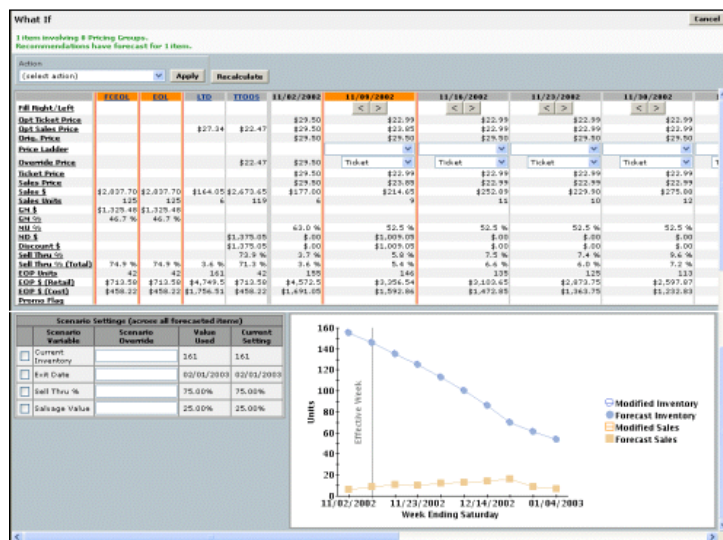 What If
Cancel
1 item involving 8 Pricing Groups.
Recommendations have forecast for 1 item.
Action
(select action) Apply Recalculate
FCEOL EOL LTD TTOOS 11/02/2002 11/09/2002 11/16/2002 11/23/2002 11/30/2002
Fill Right/Left < > < > < > < >
Opt Ticket Price $29.50 $22.99 $22.99 $22.99 $22.99
Opt Sales Price $27.34 $22.47 $29.50 $23.85 $22.99 $22.99 $22.99
Orig. Price $29.50 $29.50 $29.50 $29.50 $29.50
Price Ladder
Override Price $22.47 $29.50 Ticket Ticket Ticket Ticket
Ticket Price $29.50 $22.99 $22.99 $22.99 $22.99
Sales Price $29.50 $23.85 $22.99 $22.99 $22.99
Sales $ $2,837.70 $2,837.70 $164.05 $2,673.65 $177.00 $214.65 $252.89 $229.90 $275.88
Sales Units 125 125 6 119 6 9 11 10 12
GM $ $1,325.48 $1,325.48
GM % 46.7 % 46.7 %
MU % 63.0 % 52.5 % 52.5 % 52.5 % 52.5 %
MD $ $1,375.05 $.00 $1,009.05 $.00 $.00 $.00
Discount $ $1,375.05 $.00 $1,009.05 $.00 $.00 $.00
Sell Thru % 73.9 % 3.7 % 5.8 % 7.5 % 7.4 % 9.6 %
Sell Thru % (Total) 74.9 % 74.9 % 3.6 % 71.3 % 3.6 % 5.4 % 6.6 % 6.0 % 7.2 %
EOP Units 42 42 161 42 155 146 135 125 113
EOP $ (Retail) $713.58 $713.58 $4,749.5 $713.58 $4,572.5 $3,356.54 $3,103.65 $2,873.75 $2,597.87
EOP $ (Cost) $458.22 $458.22 $1,756.51 $458.22 $1,691.05 $1,592.86 $1,472.85 $1,363.75 $1,232.83
Promo Flag
Scenario Settings (across all forecasted items)
Scenario Variable Scenario Override Value Used Current Setting
Current Inventory 161 161
Exit Date 02/01/2003 02/01/2003
Sell Thru % 75.00% 75.00%
Salvage Value 25.00% 25.00%
160
140
120
100
80
60
40
20
0
Units
Effective Week
11/02/2002 11/23/2002 12/14/2002 01/04/2003
Week Ending Saturday
Modified Inventory
Forecast Inventory
Modified Sales
Forecast Sales